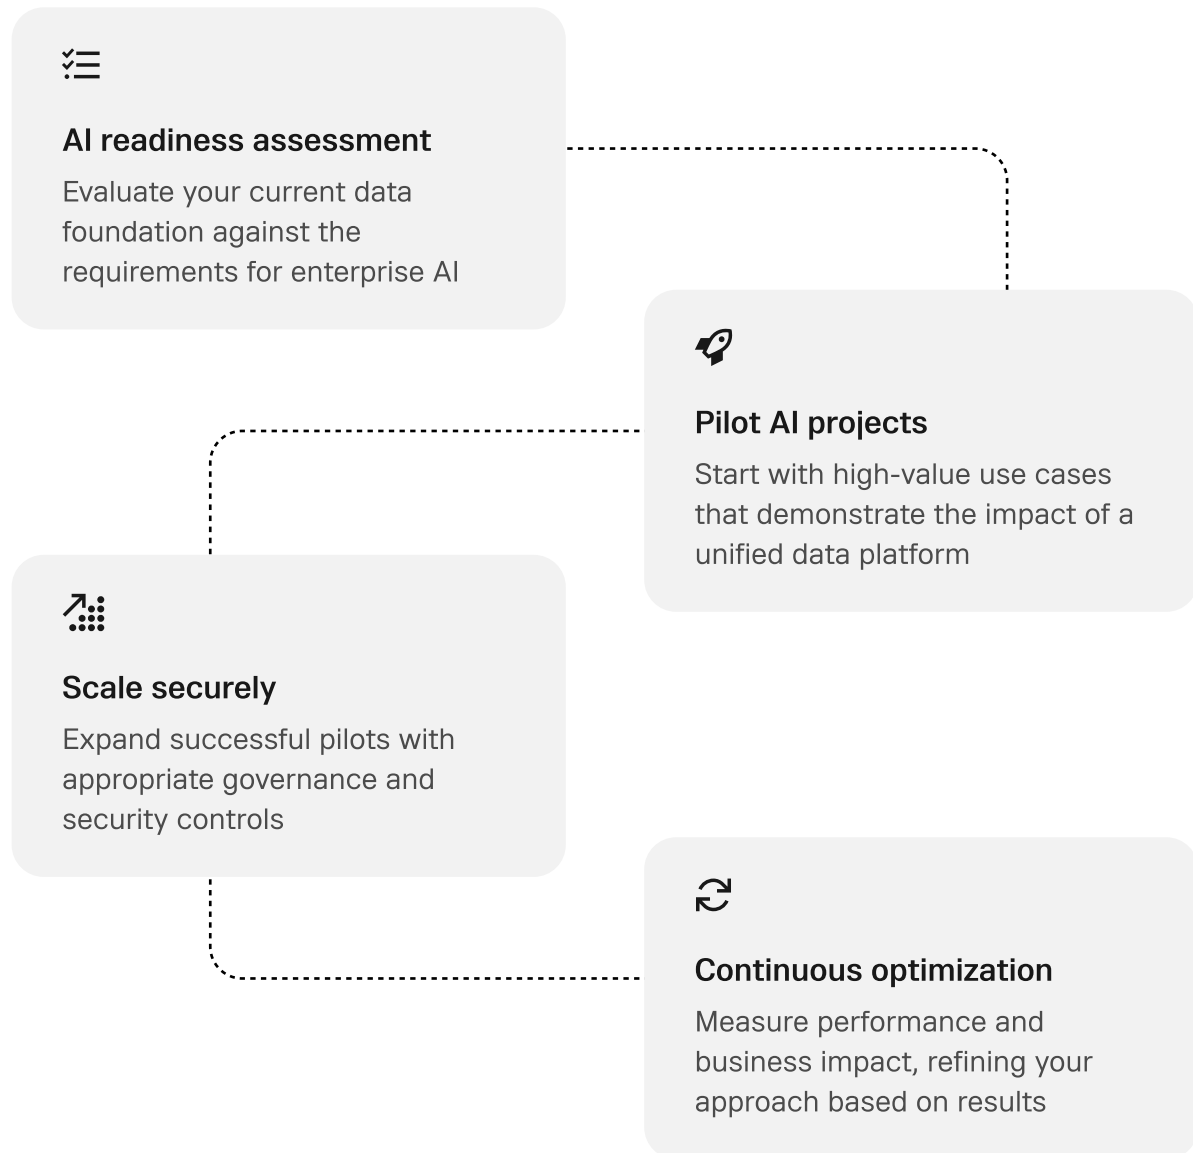 AI readiness assessment
Evaluate your current data
foundation against the
requirements for enterprise AI
Pilot AI projects
Start with high-value use cases
that demonstrate the impact of a
unified data platform
Scale securely
Expand successful pilots with
appropriate governance and
security controls
Continuous optimization
Measure performance and
business impact, refining your
approach based on results